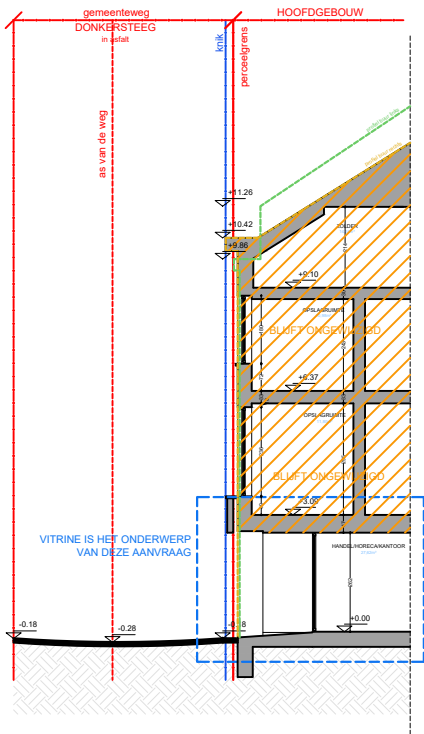 gemeenteweg
HOOFDGEBOUW
DONKERSTEEG
in asfalt
knik
perceelgrens
as van de weg
+11.26
+10.42
+9.86
ZOLDER
+9.10
OPSLAGRUIMTE
BLIJFT ONGEWIJZIGD
+6.37
OPSLAGRUIMTE
BLIJFT ONGEWIJZIGD
+3.09
VITRINE IS HET ONDERWERP
VAN DEZE AANVRAAG
HANDEL/HORECA/KANTOOR
-0.18
-0.28
-0.18
+0.00